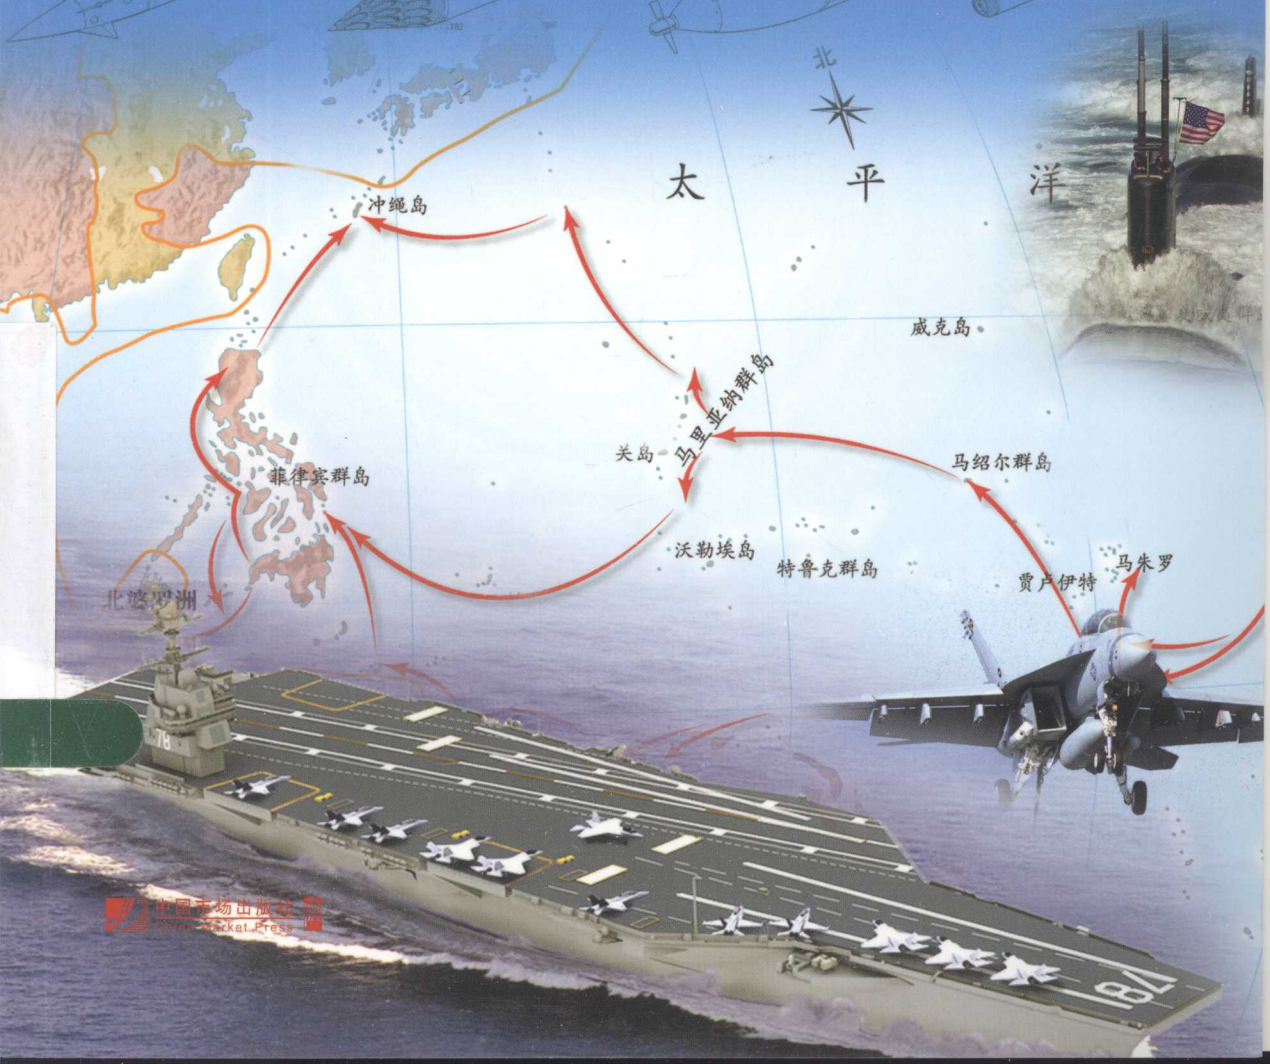 180
北
太 平 洋
冲绳岛
威克岛
马里亚纳群岛
关岛
马绍尔群岛
菲律宾群岛
沃勒埃岛
特鲁克群岛
马朱罗
贾卢伊特
北婆罗洲
78
中国市场出版社
China Market Press
78